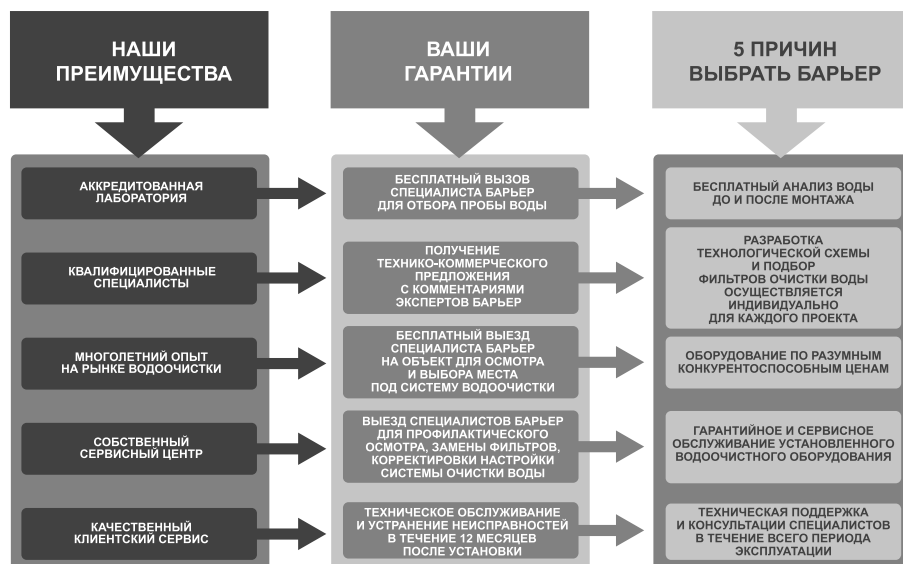 НАШИ
ПРЕИМУЩЕСТВА
ВАШИ
ГАРАНТИИ
5 ПРИЧИН
ВЫБРАТЬ БАРЬЕР
АККРЕДИТОВАННАЯ
ЛАБОРАТОРИЯ
БЕСПЛАТНЫЙ ВЫЗОВ
СПЕЦИАЛИСТА БАРЬЕР
ДЛЯ ОТБОРА ПРОБЫ ВОДЫ
БЕСПЛАТНЫЙ АНАЛИЗ ВОДЫ
ДО И ПОСЛЕ МОНТАЖА
КВАЛИФИЦИРОВАННЫЕ
СПЕЦИАЛИСТЫ
ПОЛУЧЕНИЕ
ТЕХНИКО-КОММЕРЧЕСКОГО
ПРЕДЛОЖЕНИЯ
С КОММЕНТАРИЯМИ
ЭКСПЕРТОВ БАРЬЕР
РАЗРАБОТКА
ТЕХНОЛОГИЧЕСКОЙ СХЕМЫ
И ПОДБОР
ФИЛЬТРОВ ОЧИСТКИ ВОДЫ
ОСУЩЕСТВЛЯЕТСЯ
ИНДИВИДУАЛЬНО
ДЛЯ КАЖДОГО ПРОЕКТА
МНОГОЛЕТНИЙ ОПЫТ
НА РЫНКЕ ВОДООЧИСТКИ
БЕСПЛАТНЫЙ ВЫЕЗД
СПЕЦИАЛИСТА БАРЬЕР
НА ОБЪЕКТ ДЛЯ ОСМОТРА
И ВЫБОРА МЕСТА
ПОД СИСТЕМУ ВОДООЧИСТКИ
ОБОРУДОВАНИЕ ПО РАЗУМНЫМ
КОНКУРЕНТОСПОСОБНЫМ ЦЕНАМ
СОБСТВЕННЫЙ
СЕРВИСНЫЙ ЦЕНТР
ВЫЕЗД СПЕЦИАЛИСТОВ БАРЬЕР
ДЛЯ ПРОФИЛАКТИЧЕСКОГО
ОСМОТРА, ЗАМЕНЫ ФИЛЬТРОВ,
КОРРЕКТИРОВКИ НАСТРОЙКИ
СИСТЕМЫ ОЧИСТКИ ВОДЫ
ГАРАНТИЙНОЕ И СЕРВИСНОЕ
ОБСЛУЖИВАНИЕ УСТАНОВЛЕННОГО
ВОДООЧИСТНОГО ОБОРУДОВАНИЯ
КАЧЕСТВЕННЫЙ
КЛИЕНТСКИЙ СЕРВИС
ТЕХНИЧЕСКОЕ ОБСЛУЖИВАНИЕ
И УСТРАНЕНИЕ НЕИСПРАВНОСТЕЙ
В ТЕЧЕНИЕ 12 МЕСЯЦЕВ
ПОСЛЕ УСТАНОВКИ
ТЕХНИЧЕСКАЯ ПОДДЕРЖКА
И КОНСУЛЬТАЦИИ СПЕЦИАЛИСТОВ
В ТЕЧЕНИЕ ВСЕГО ПЕРИОДА
ЭКСПЛУАТАЦИИ